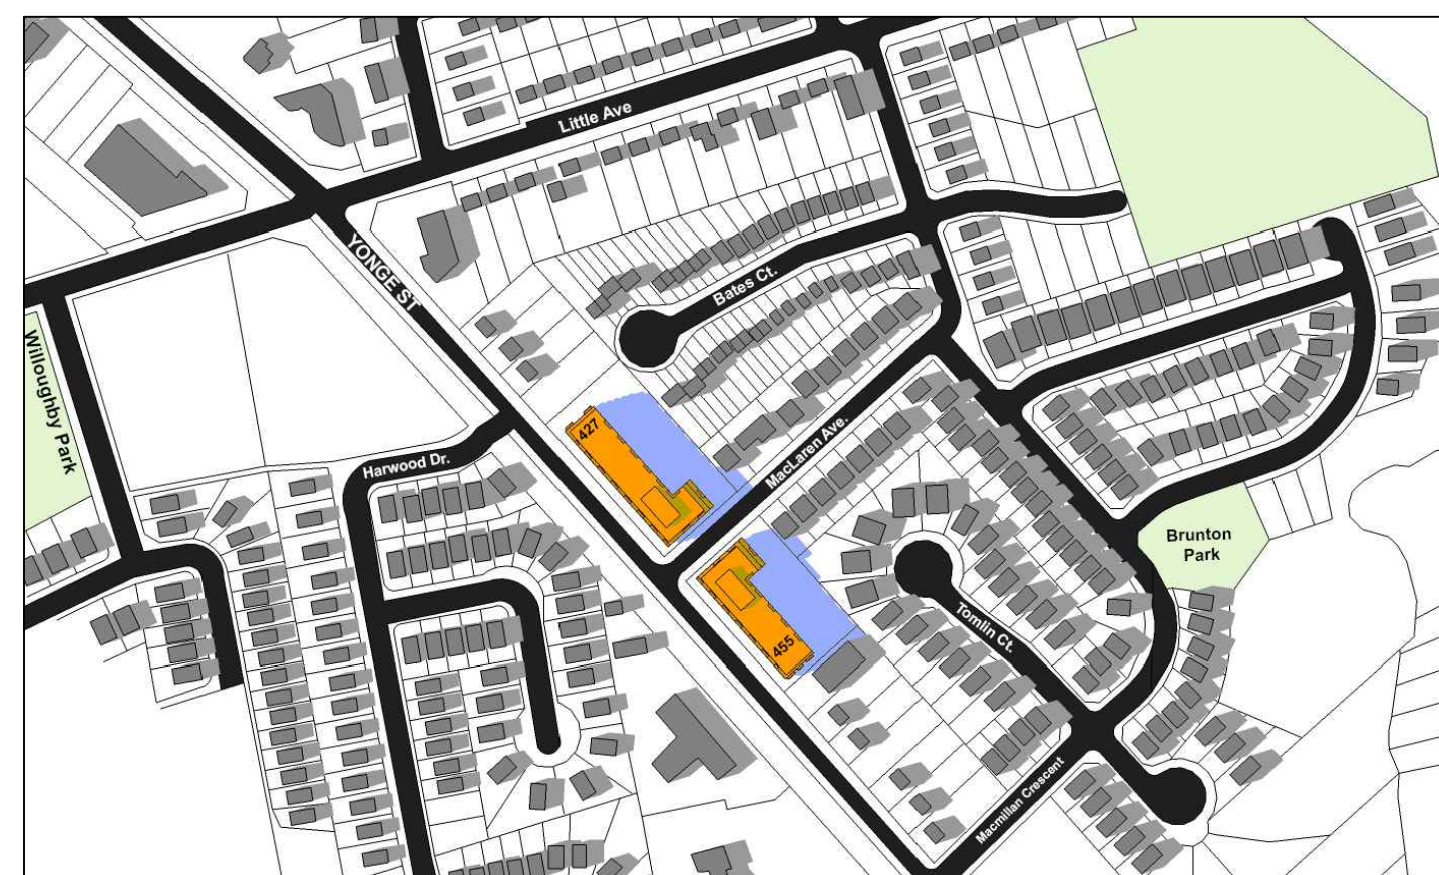 Little Ave
YONGE ST
Bates Ct.
Willoughby Park
427
MacLaren Ave.
Harwood Dr.
Brunton
Park
Tomlin Ct.
455
Macmillan Crescent